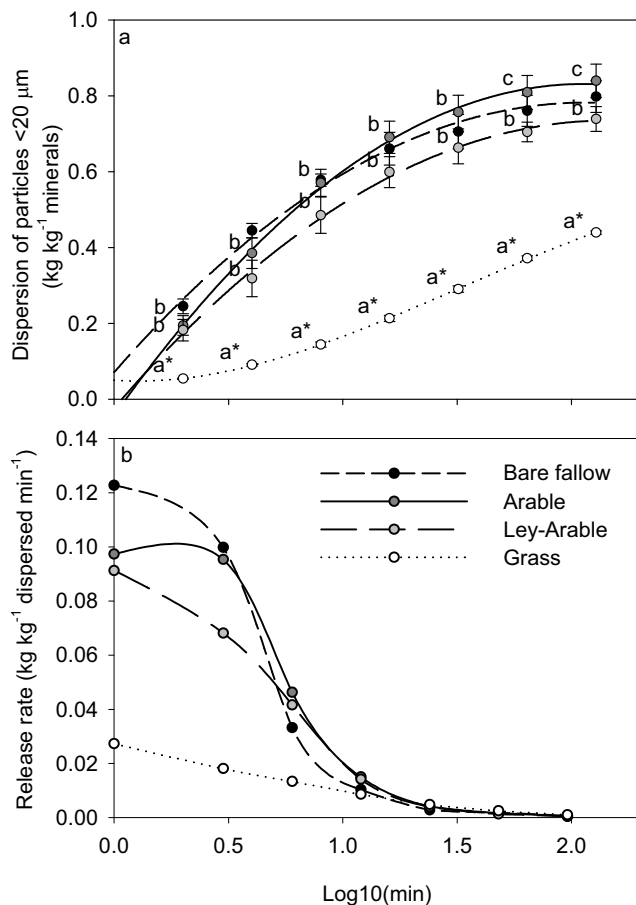 a
1.0
0.8
0.6
0.4
0.2
0.0
Dispersion of particles <20 µm
(kg kg-1 minerals)
c
c
b
b
b
b
b
b
b
b
b
b
b
b
a*
a*
a*
a*
a*
a*
a*
b
0.14
0.12
0.10
0.08
0.06
0.04
0.02
0.00
Release rate (kg kg-1 dispersed min-1)
Bare fallow
Arable
Ley-Arable
Grass
0.0 0.5 1.0 1.5 2.0
Log10(min)